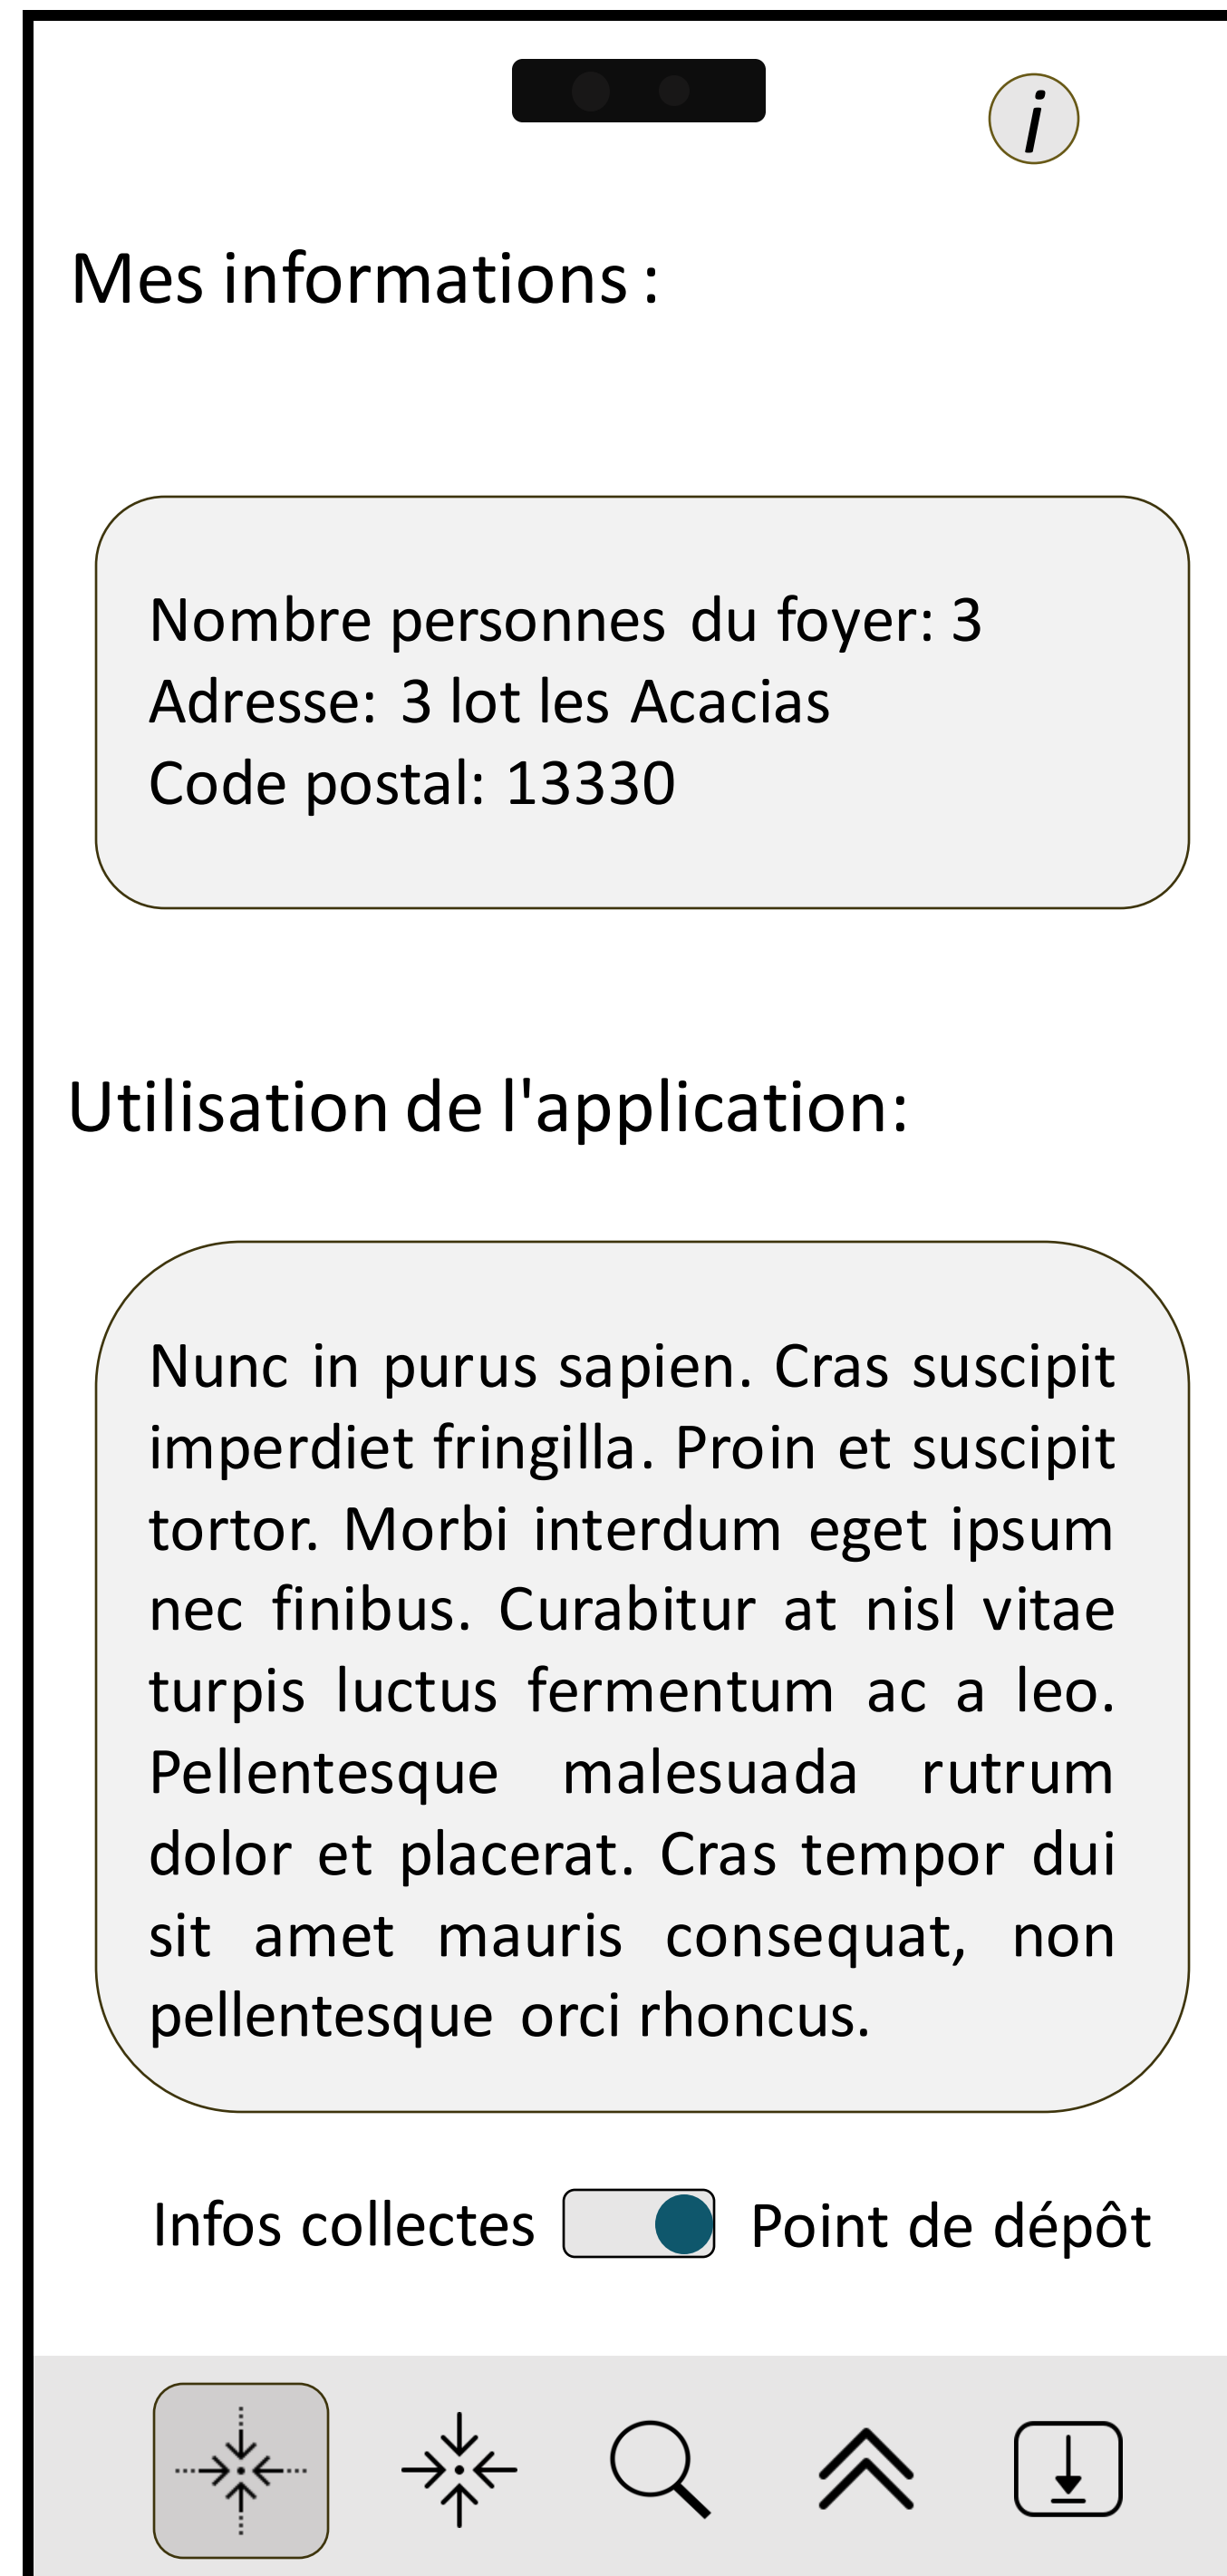 i
Mes informations :
Nombre personnes du foyer: 3
Adresse: 3 lot les Acacias
Code postal: 13330
Utilisation de l'application:
Nunc in purus sapien. Cras suscipit
imperdiet fringilla. Proin et suscipit
tortor. Morbi interdum eget ipsum
nec finibus. Curabitur at nisl vitae
turpis luctus fermentum ac a leo.
Pellentesque malesuada rutrum
dolor et placerat. Cras tempor dui
sit amet mauris consequat, non
pellentesque orci rhoncus.
Infos collectes Point de dépôt